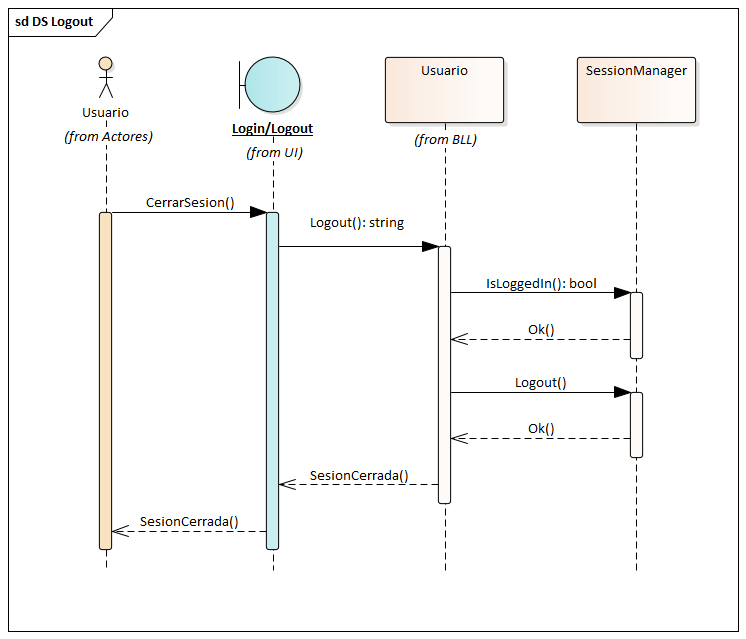 sd DS Logout
Usuario
(from Actores)
Login/Logout
(from UI)
Usuario
(from BLL)
SessionManager
CerrarSesion()
Logout(): string
IsLoggedIn(): bool
Ok()
Logout()
Ok()
SesionCerrada()
SesionCerrada()